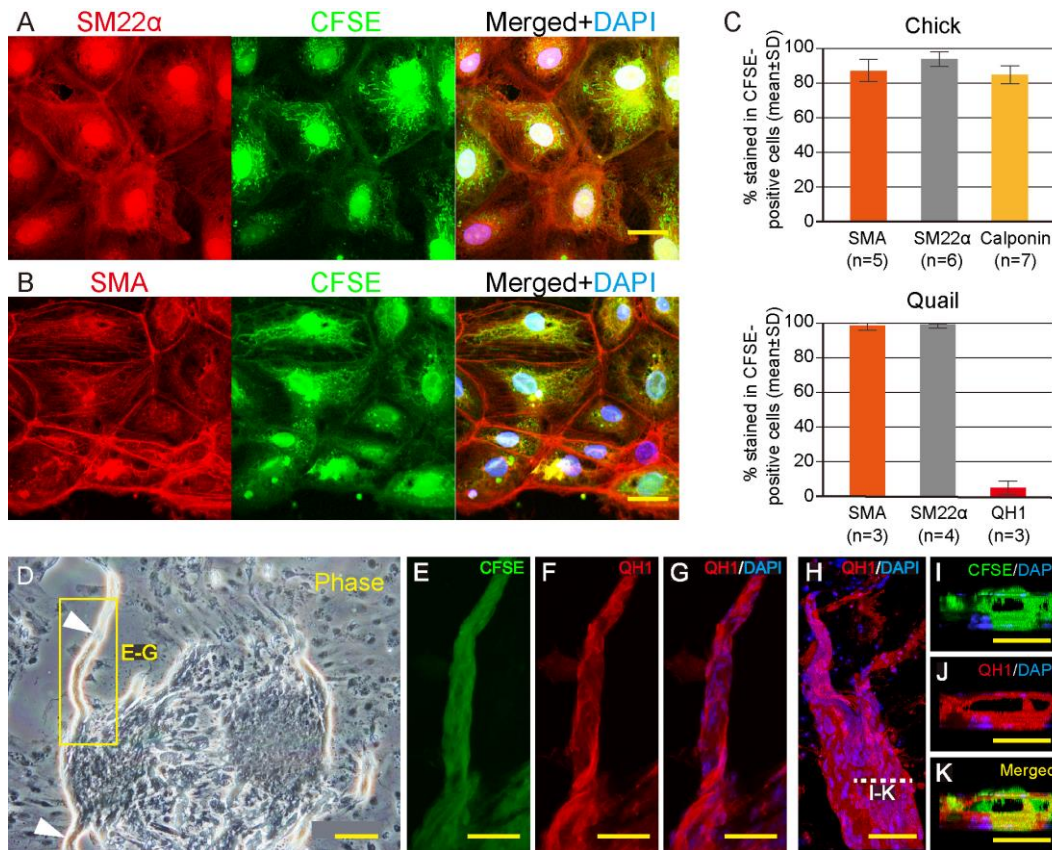 A
SM22α
CFSE
Merged+DAPI
B
SMA
CFSE
Merged+DAPI
C
Chick
% stained in CFSE-
positive cells (mean±SD)
100
80
60
40
20
0
SMA
(n=5)
SM22α
(n=6)
Calponin
(n=7)
Quail
% stained in CFSE-
positive cells (mean±SD)
100
80
60
40
20
0
SMA
(n=3)
SM22α
(n=4)
QH1
(n=3)
D
Phase
E-G
E
CFSE
F
QH1
G
QH1/DAPI
H
QH1/DAPI
I-K
I
CFSE/DAPI
J
QH1/DAPI
K
Merged